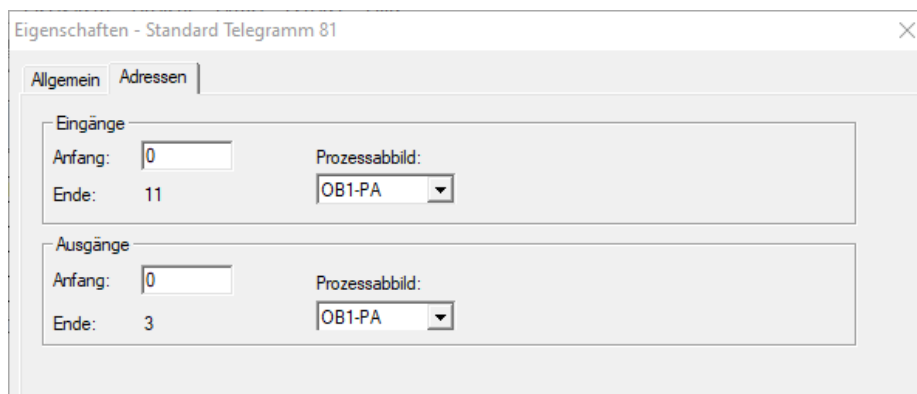 Eigenschaften - Standard Telegramm 81
Allgemein Adressen
Eingänge
Anfang: 0 Prozessabbild:
Ende: 11 OB1-PA
Ausgänge
Anfang: 0 Prozessabbild:
Ende: 3 OB1-PA